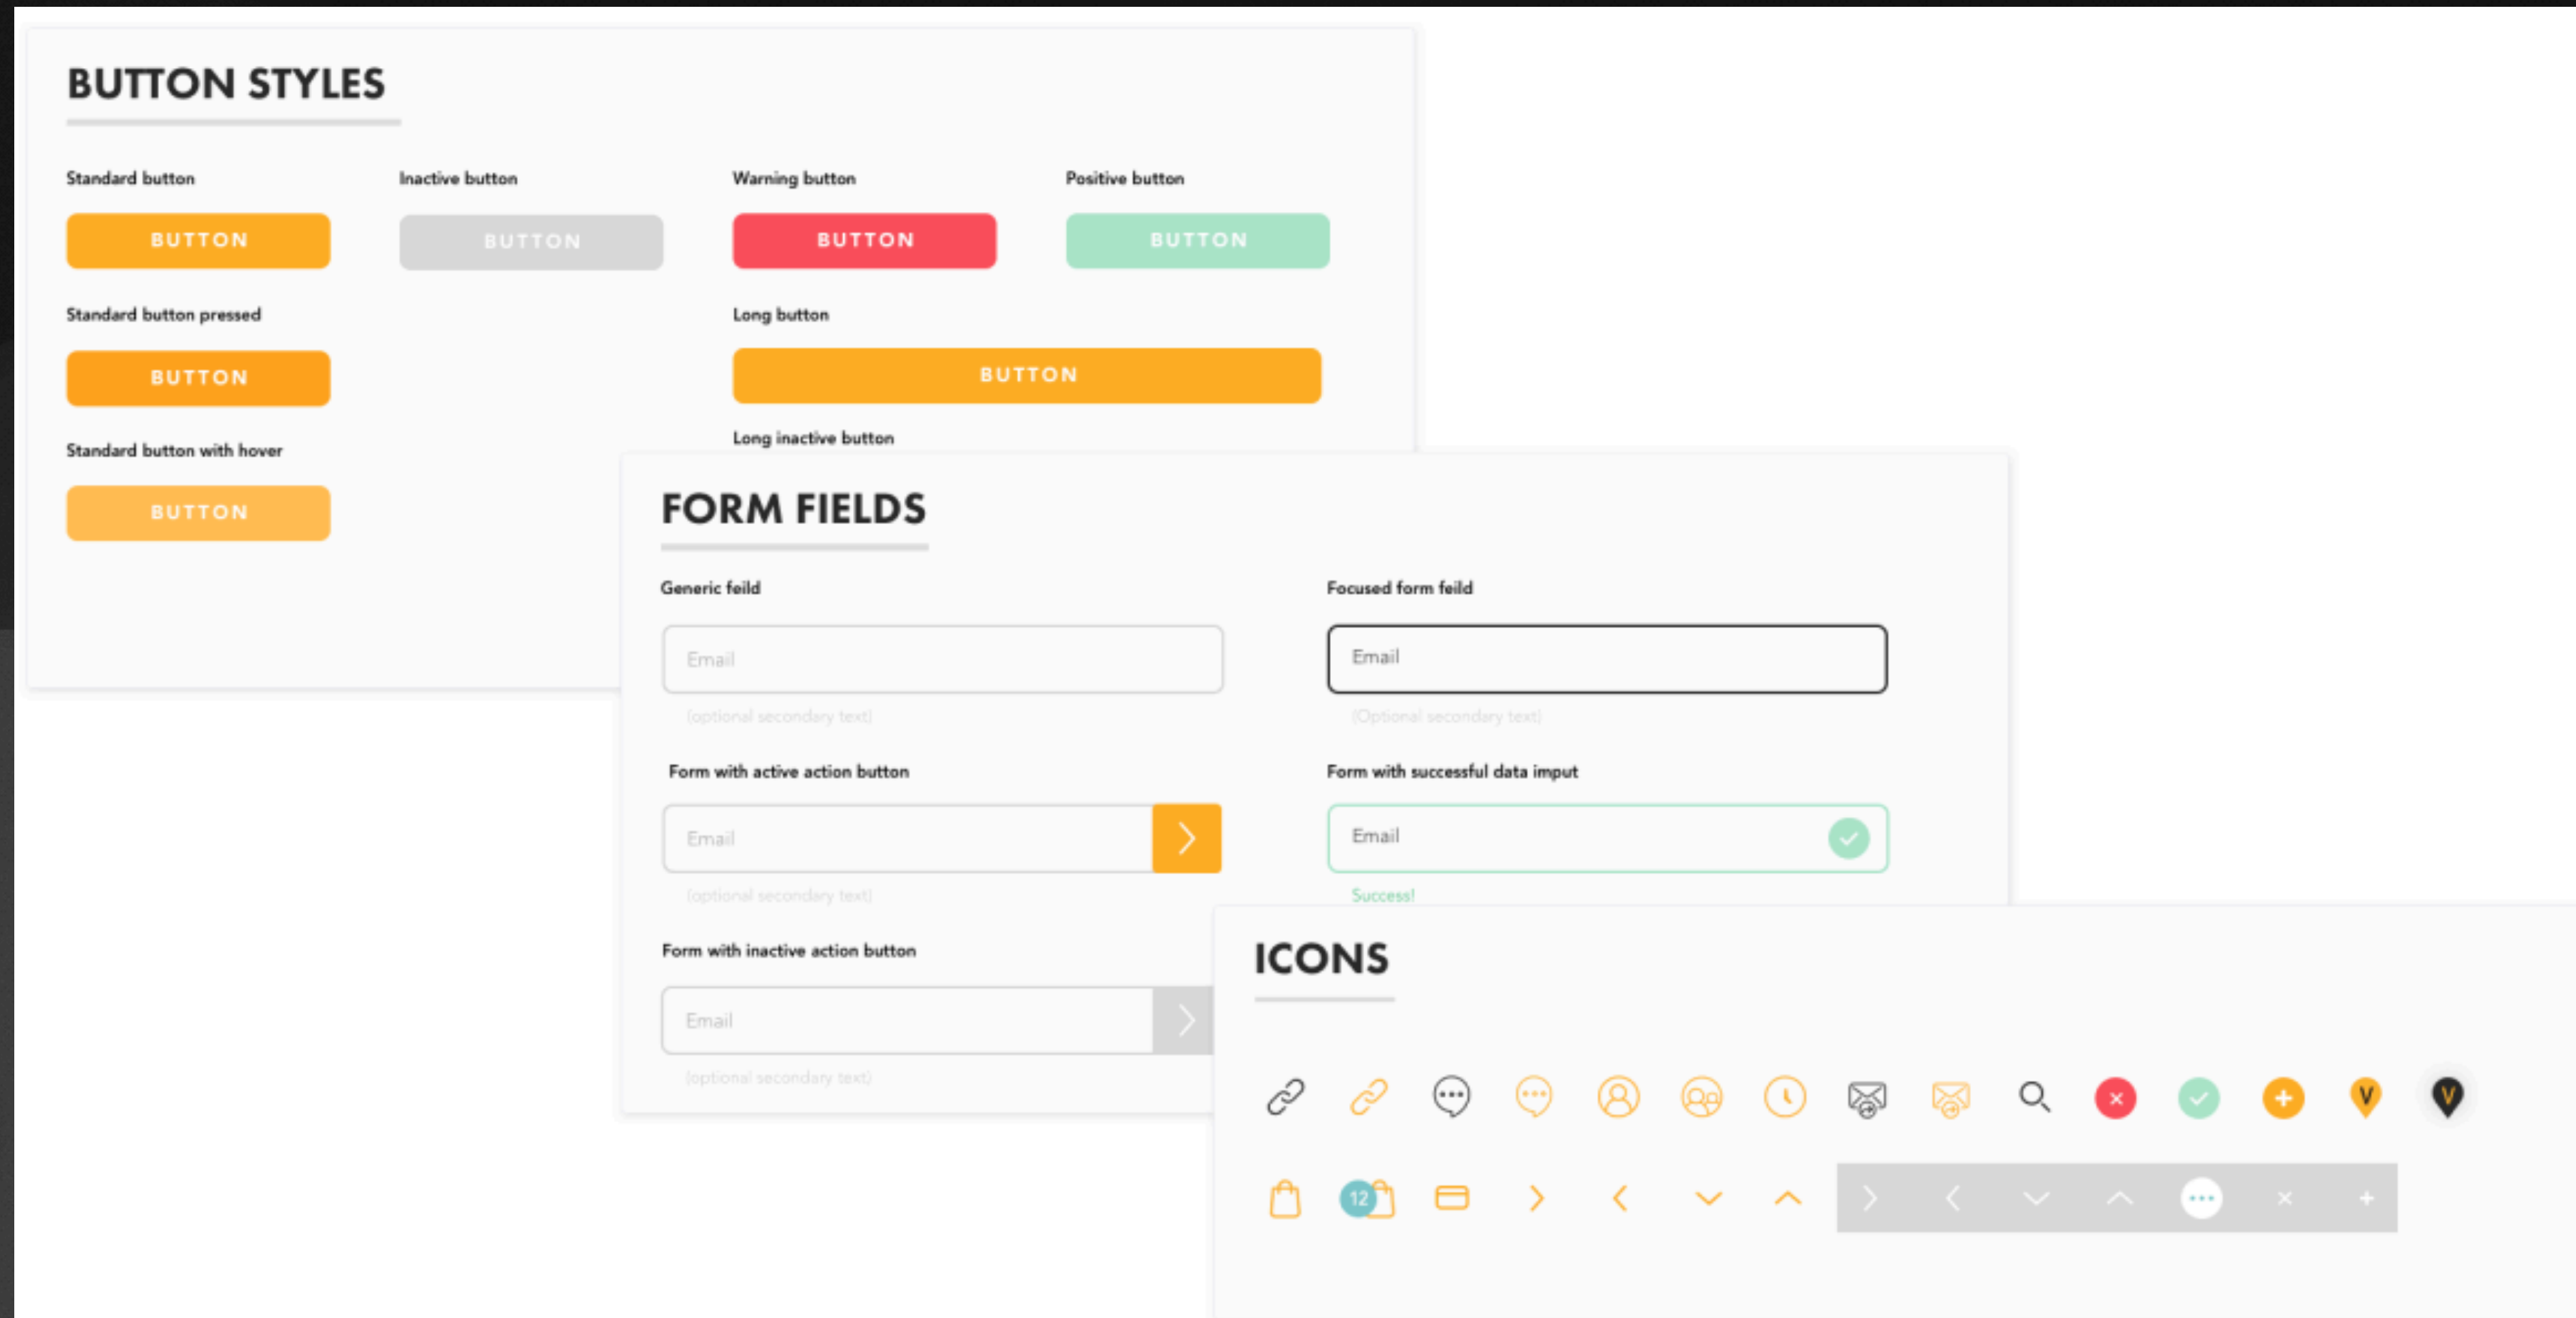 BUTTON STYLES
Standard button
Inactive button
Warning button
Positive button
BUTTON
BUTTON
BUTTON
BUTTON
Standard button pressed
Long button
BUTTON
BUTTON
Standard button with hover
Long inactive button
BUTTON
FORM FIELDS
Generic feild
Focused form feild
Email
Email
(optional secondary text)
(Optional secondary text)
Form with active action button
Form with successful data imput
Email
Email
(optional secondary text)
Success!
Form with inactive action button
Email
(optional secondary text)
ICONS
V
V
12